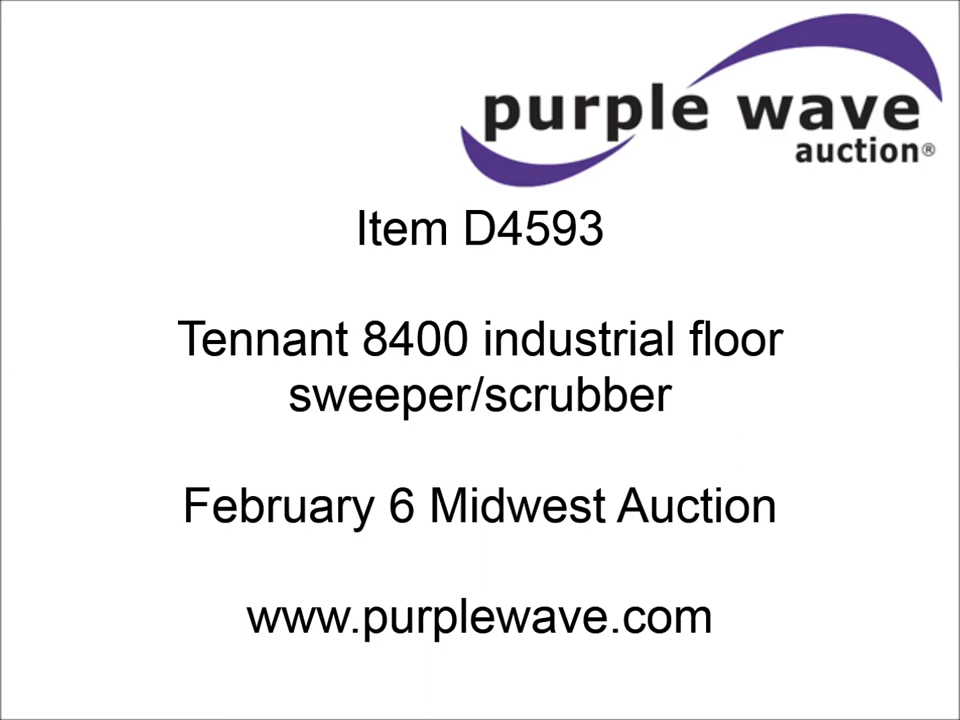 purple wave
auction®
Item D4593
Tennant 8400 industrial floor
sweeper/scrubber
February 6 Midwest Auction
www.purplewave.com